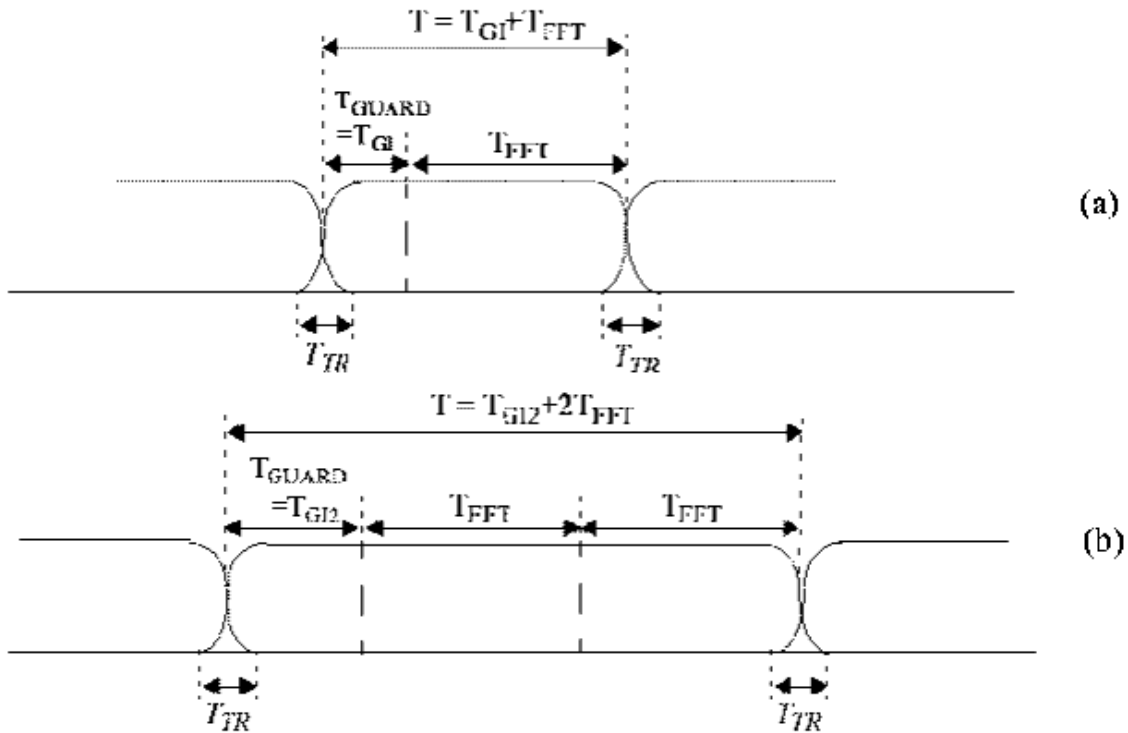 T = T_GI+T_FFT
T_GUARD
=T_GI
T_FFT
(a)
T_TR
T_TR
T = T_GI2+2T_FFT
T_GUARD
=T_GI2
T_FFT
T_FFT
(b)
T_TR
T_TR